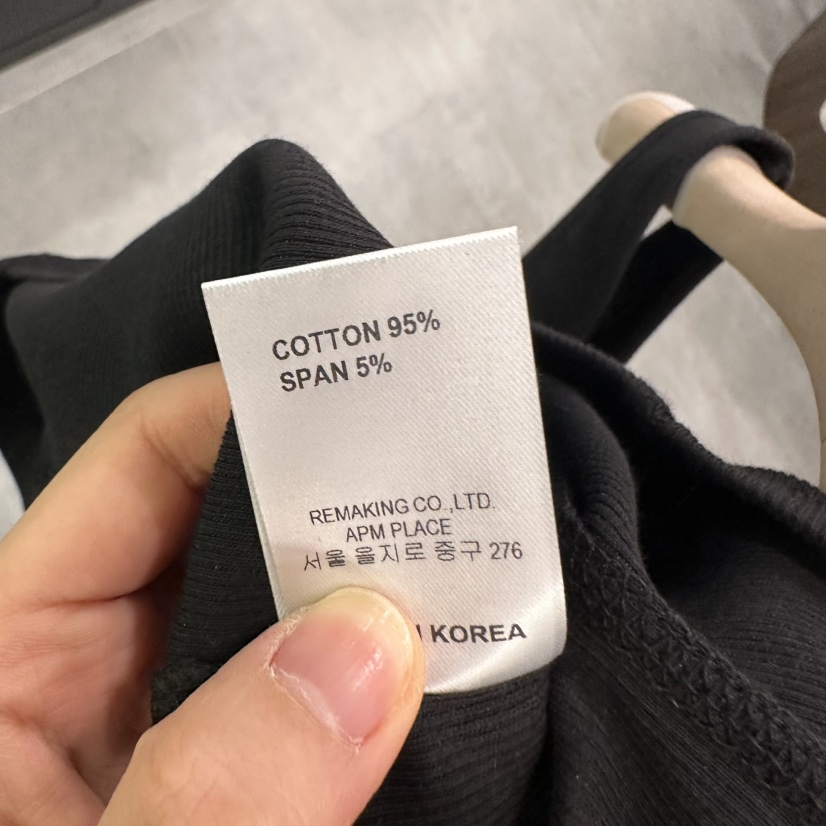 COTTON 95%
SPAN 5%
REMAKING CO.,LTD.
APM PLACE
서울 을지로 중구 276
KOREA